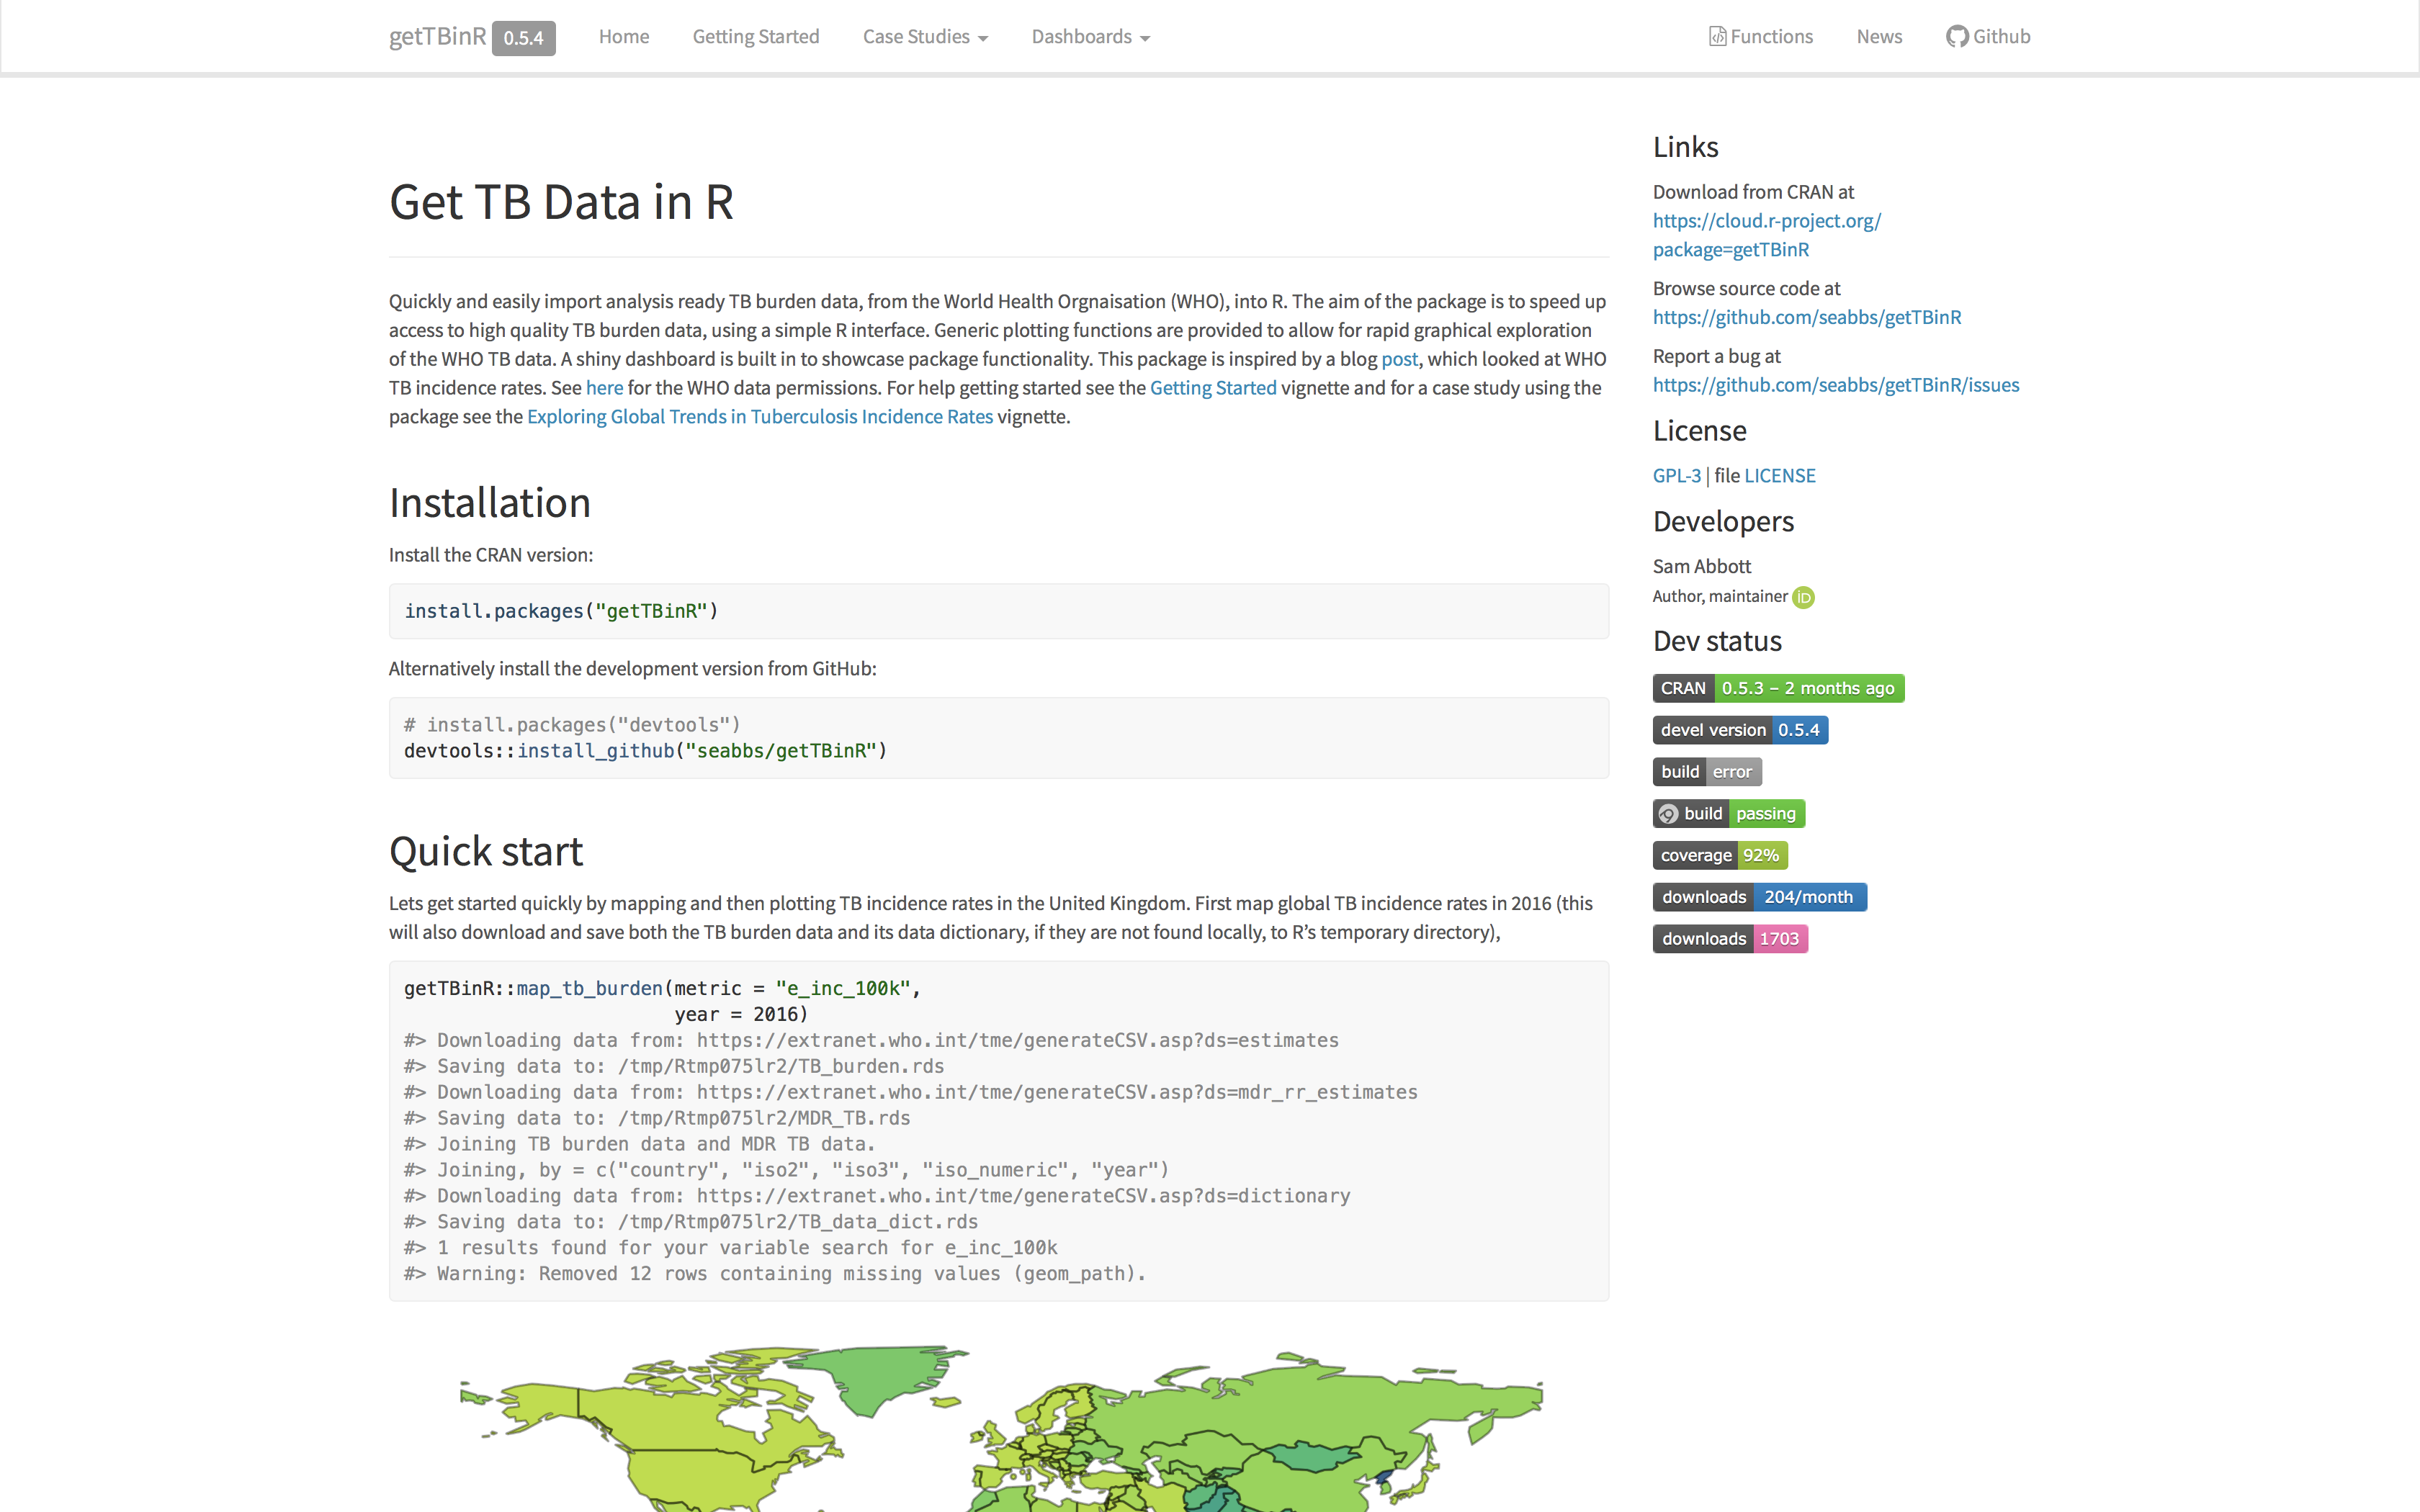 getTBinR 0.5.4 Home Getting Started Case Studies Dashboards Functions News Github
Get TB Data in R
Quickly and easily import analysis ready TB burden data, from the World Health Orgnaisation (WHO), into R. The aim of the package is to speed up
access to high quality TB burden data, using a simple R interface. Generic plotting functions are provided to allow for rapid graphical exploration
of the WHO TB data. A shiny dashboard is built in to showcase package functionality. This package is inspired by a blog post, which looked at WHO
TB incidence rates. See here for the WHO data permissions. For help getting started see the Getting Started vignette and for a case study using the
package see the Exploring Global Trends in Tuberculosis Incidence Rates vignette.
Installation
Install the CRAN version:
install.packages("getTBinR")
Alternatively install the development version from GitHub:
# install.packages("devtools")
devtools::install_github("seabbs/getTBinR")
Quick start
Lets get started quickly by mapping and then plotting TB incidence rates in the United Kingdom. First map global TB incidence rates in 2016 (this
will also download and save both the TB burden data and its data dictionary, if they are not found locally, to R’s temporary directory),
getTBinR::map_tb_burden(metric = "e_inc_100k",
year = 2016)
#> Downloading data from: https://extranet.who.int/tme/generateCSV.asp?ds=estimates
#> Saving data to: /tmp/Rtmp075lr2/TB_burden.rds
#> Downloading data from: https://extranet.who.int/tme/generateCSV.asp?ds=mdr_rr_estimates
#> Saving data to: /tmp/Rtmp075lr2/MDR_TB.rds
#> Joining TB burden data and MDR TB data.
#> Joining, by = c("country", "iso2", "iso3", "iso_numeric", "year")
#> Downloading data from: https://extranet.who.int/tme/generateCSV.asp?ds=dictionary
#> Saving data to: /tmp/Rtmp075lr2/TB_data_dict.rds
#> 1 results found for your variable search for e_inc_100k
#> Warning: Removed 12 rows containing missing values (geom_path).
Links
Download from CRAN at
https://cloud.r-project.org/
package=getTBinR
Browse source code at
https://github.com/seabbs/getTBinR
Report a bug at
https://github.com/seabbs/getTBinR/issues
License
GPL-3 | file LICENSE
Developers
Sam Abbott
Author, maintainer iD
Dev status
CRAN 0.5.3 – 2 months ago
devel version 0.5.4
build error
build passing
coverage 92%
downloads 204/month
downloads 1703